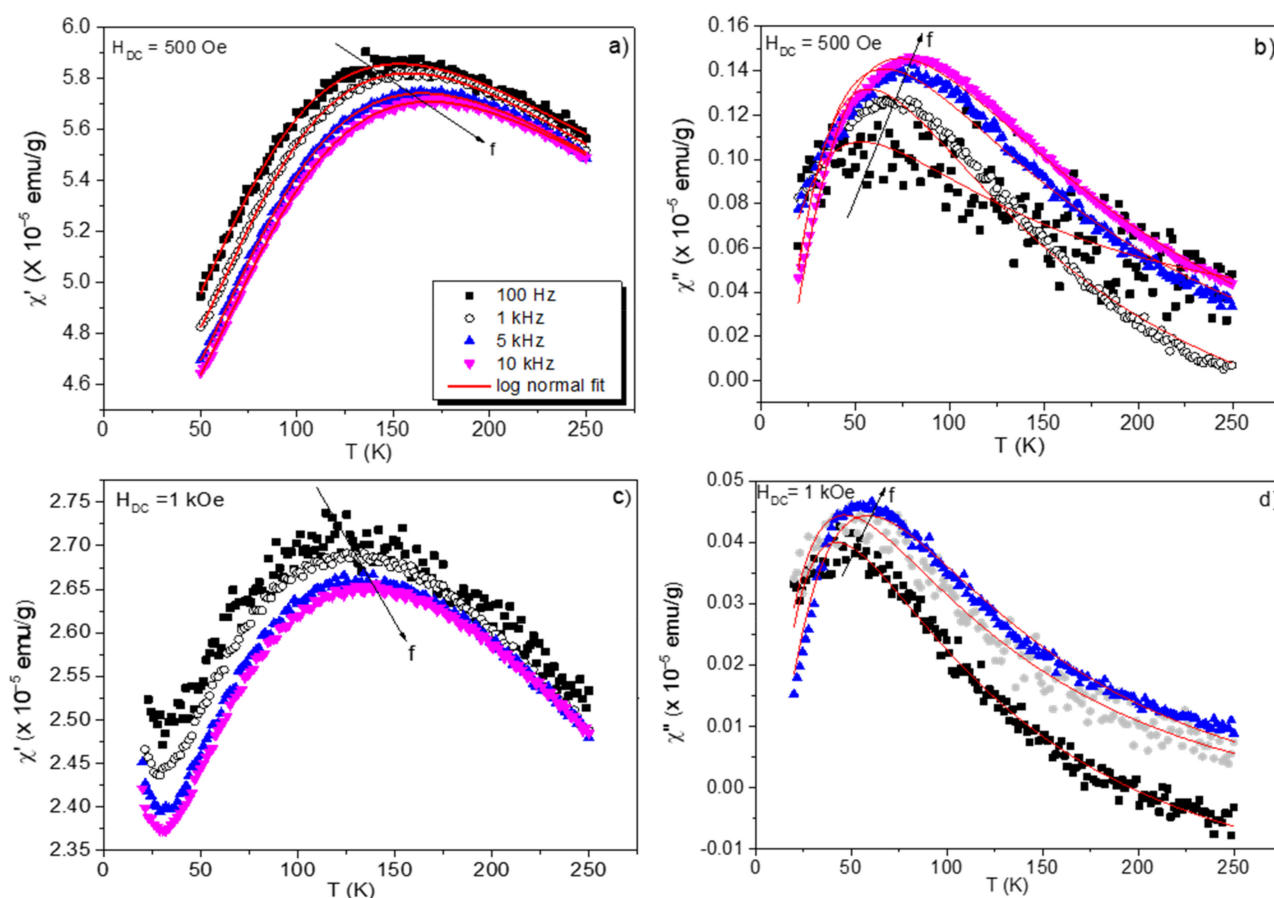 H_DC = 500 Oe
a)
6.0
5.8
5.6
5.4
5.2
5.0
4.8
4.6
χ' (X 10⁻⁵ emu/g)
f
100 Hz
1 kHz
5 kHz
10 kHz
log normal fit
0
50
100
150
200
250
T (K)
H_DC = 500 Oe
b)
f
0.16
0.14
0.12
0.10
0.08
0.06
0.04
0.02
0.00
χ" (x 10⁻⁵ emu/g)
0
50
100
150
200
250
T (K)
H_DC =1 kOe
c)
2.75
2.70
2.65
2.60
2.55
2.50
2.45
2.40
2.35
χ' (x 10⁻⁵ emu/g)
f
0
50
100
150
200
250
T (K)
H_DC= 1 kOe
d)
f
0.05
0.04
0.03
0.02
0.01
0.00
-0.01
χ" (x 10⁻⁵ emu/g)
0
50
100
150
200
250
T (K)